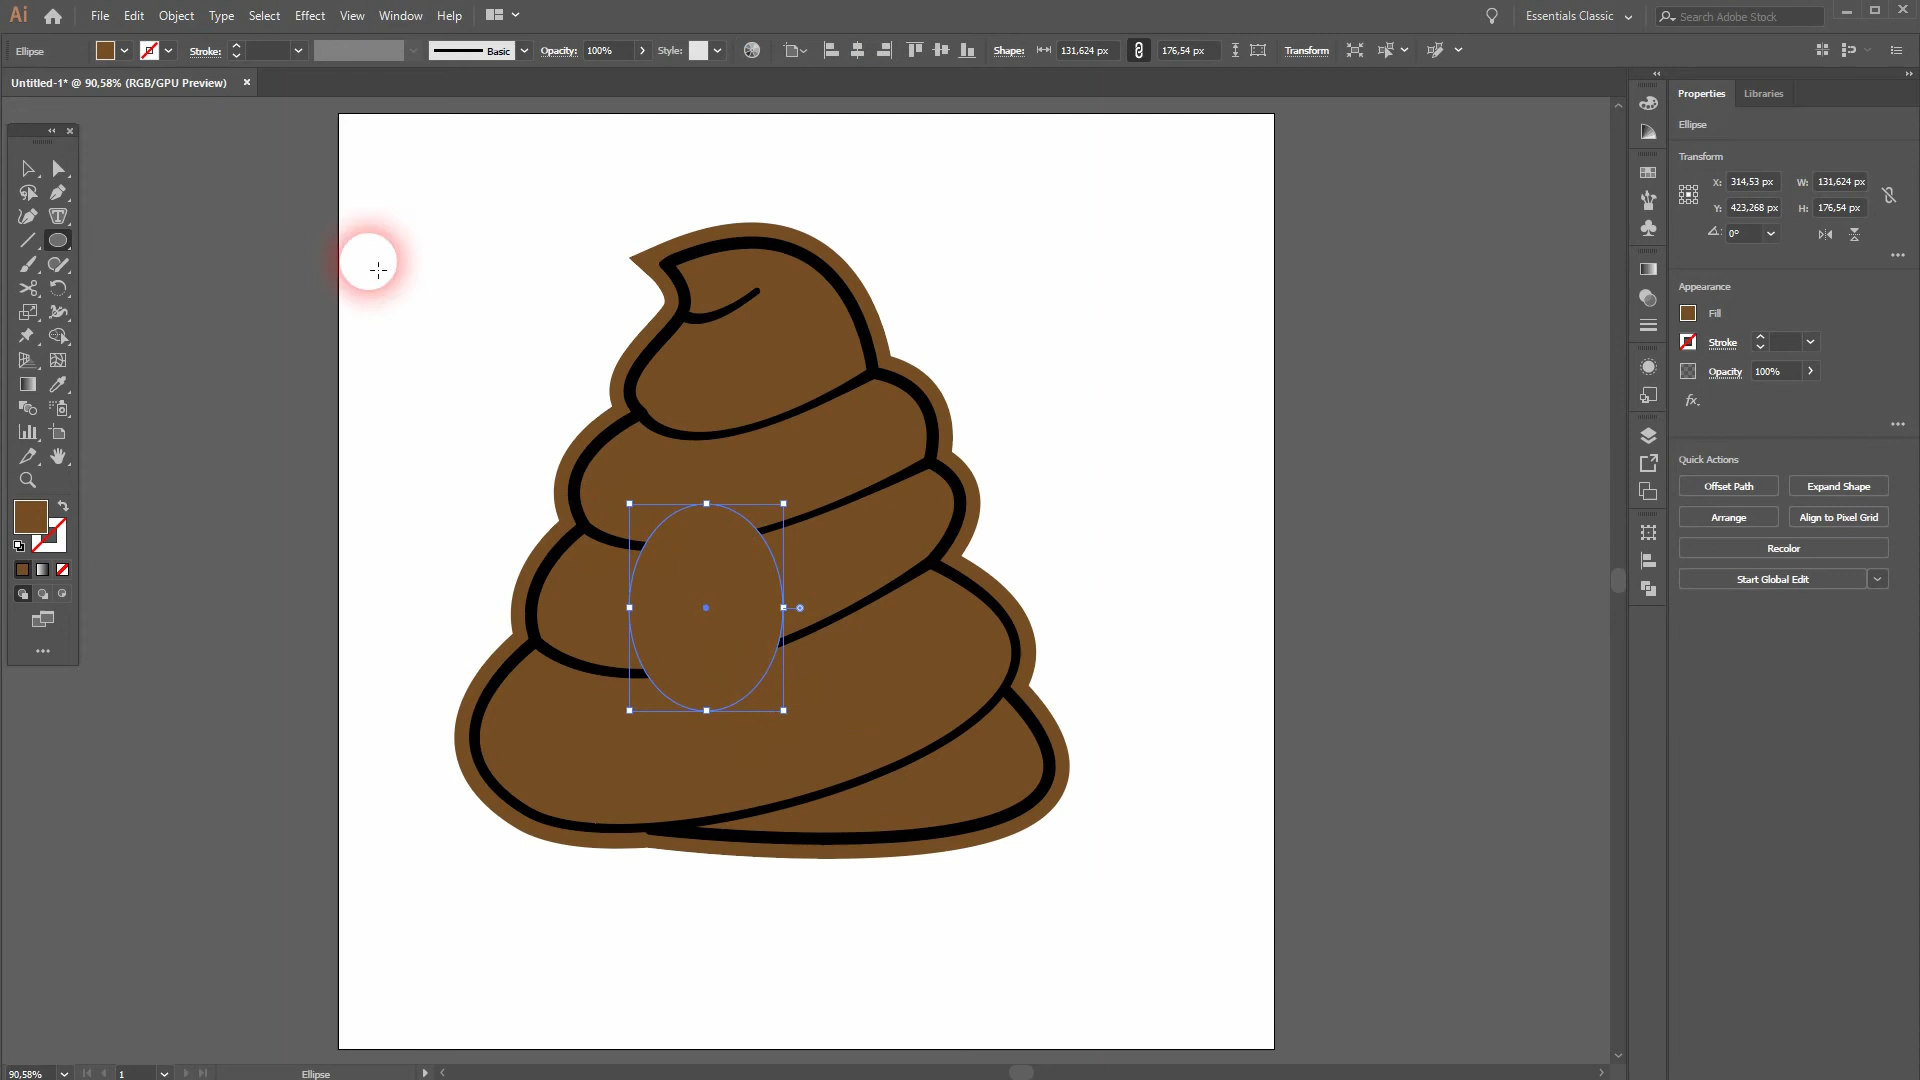 Ai File Edit Object Type Select Effect View Window Help Essentials Classic Search Adobe Stock
Ellipse Stroke: Basic Opacity: 100% Style: Shape: 131,624 px 176,54 px Transform
Untitled-1* @ 90,58% (RGB/GPU Preview)
Properties Libraries
Ellipse
Transform
X: 314,53 px W: 131,624 px
Y: 423,268 px H: 176,54 px
0°
Appearance
Fill
Stroke
Opacity 100%
fx.
Quick Actions
Offset Path Expand Shape
Arrange Align to Pixel Grid
Recolor
Start Global Edit
90,58% 1 Ellipse